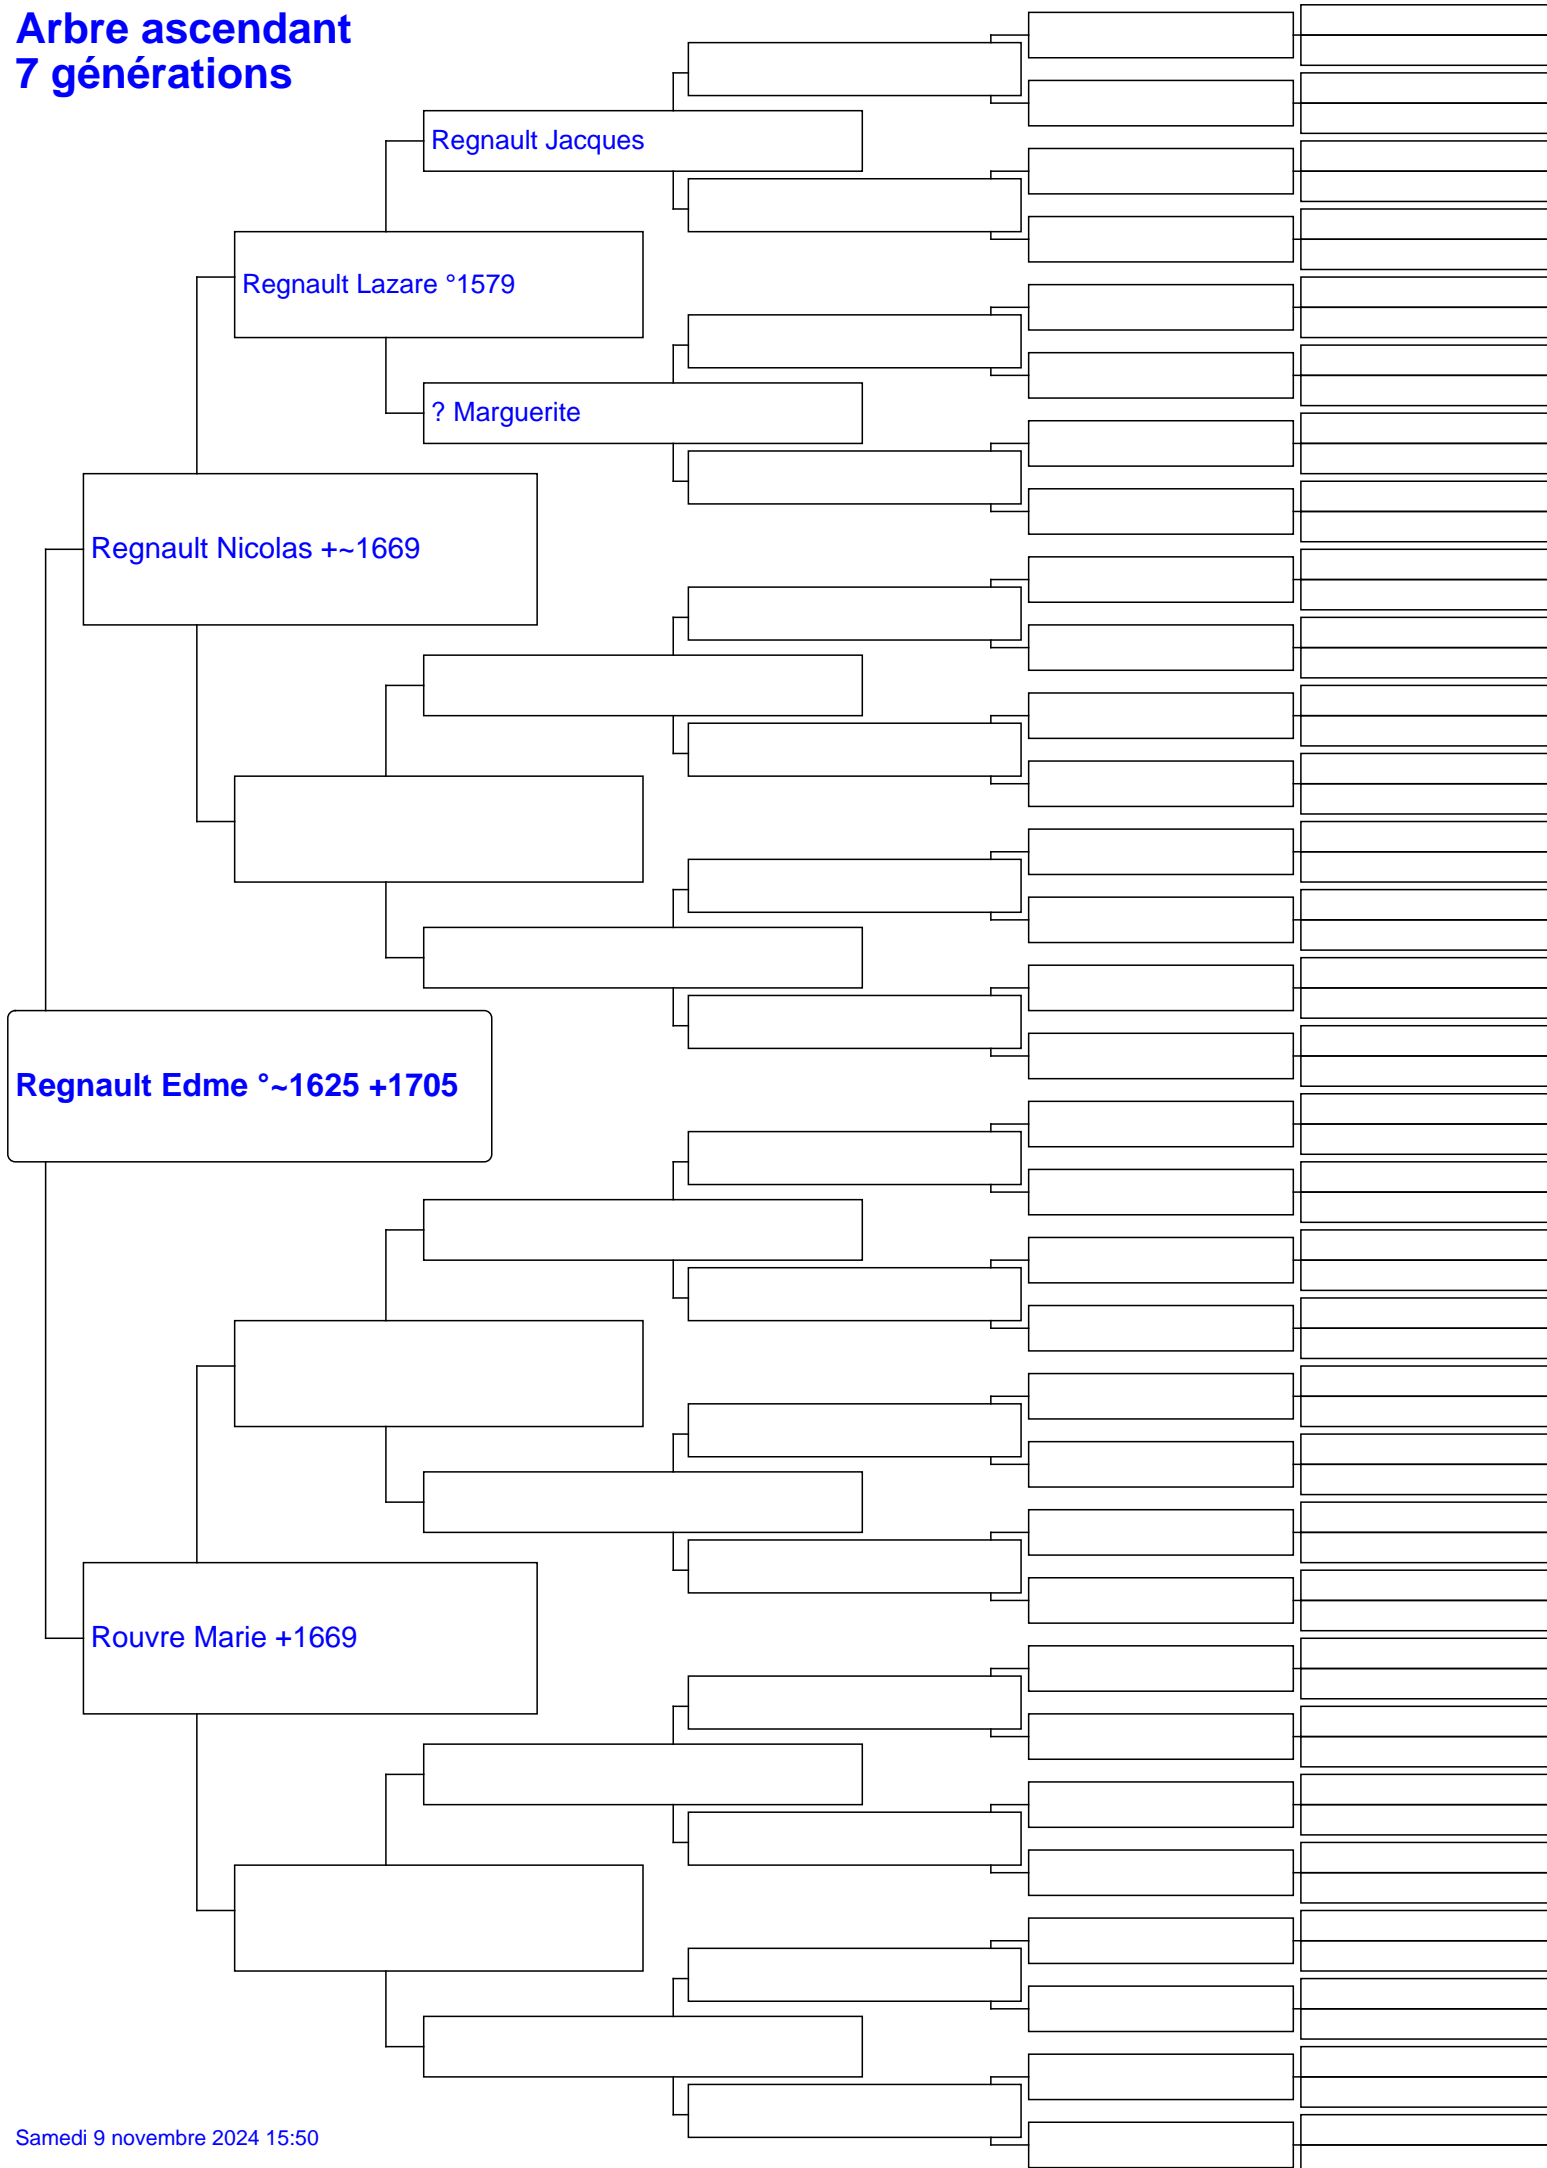 Arbre ascendant
7 générations
Regnault Jacques
Regnault Lazare °1579
? Marguerite
Regnault Nicolas +~1669
Regnault Edme °~1625 +1705
Rouvre Marie +1669
Samedi 9 novembre 2024 15:50